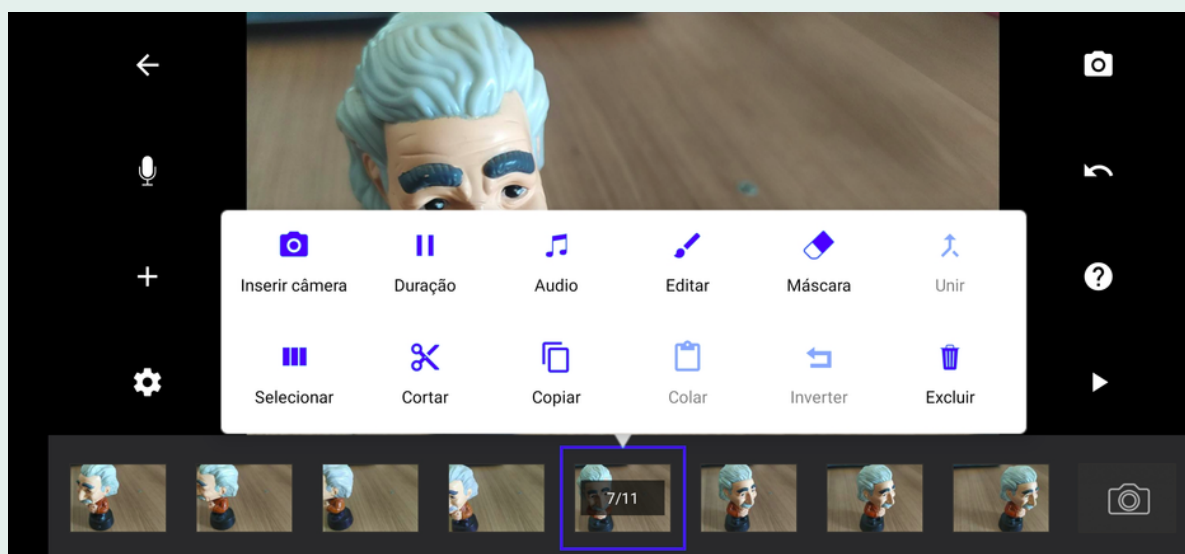 Inserir câmera Duração Audio Editar Máscara Unir
Selecionar Cortar Copiar Colar Inverter Excluir
7/11